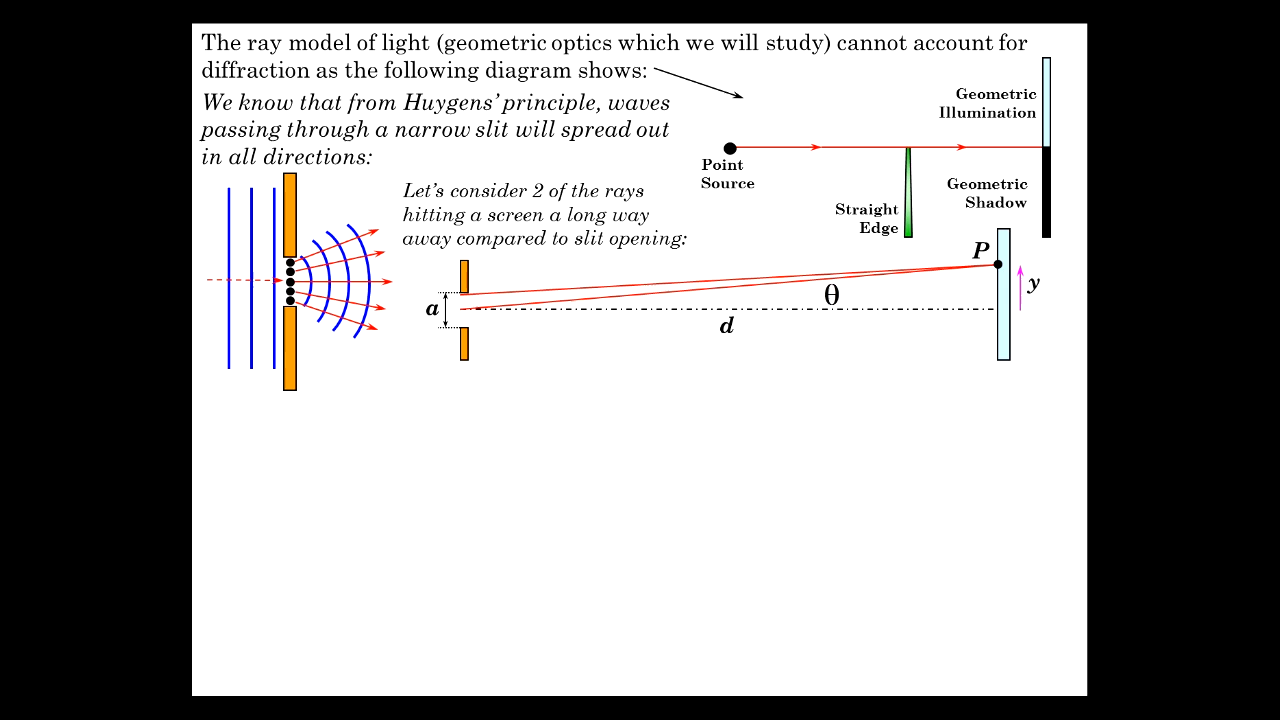 The ray model of light (geometric optics which we will study) cannot account for
diffraction as the following diagram shows:
We know that from Huygens' principle, waves
passing through a narrow slit will spread out
in all directions:
Geometric
Illumination
Point
Source
Geometric
Shadow
Straight
Edge
Let's consider 2 of the rays
hitting a screen a long way
away compared to slit opening:
P
y
θ
a
d